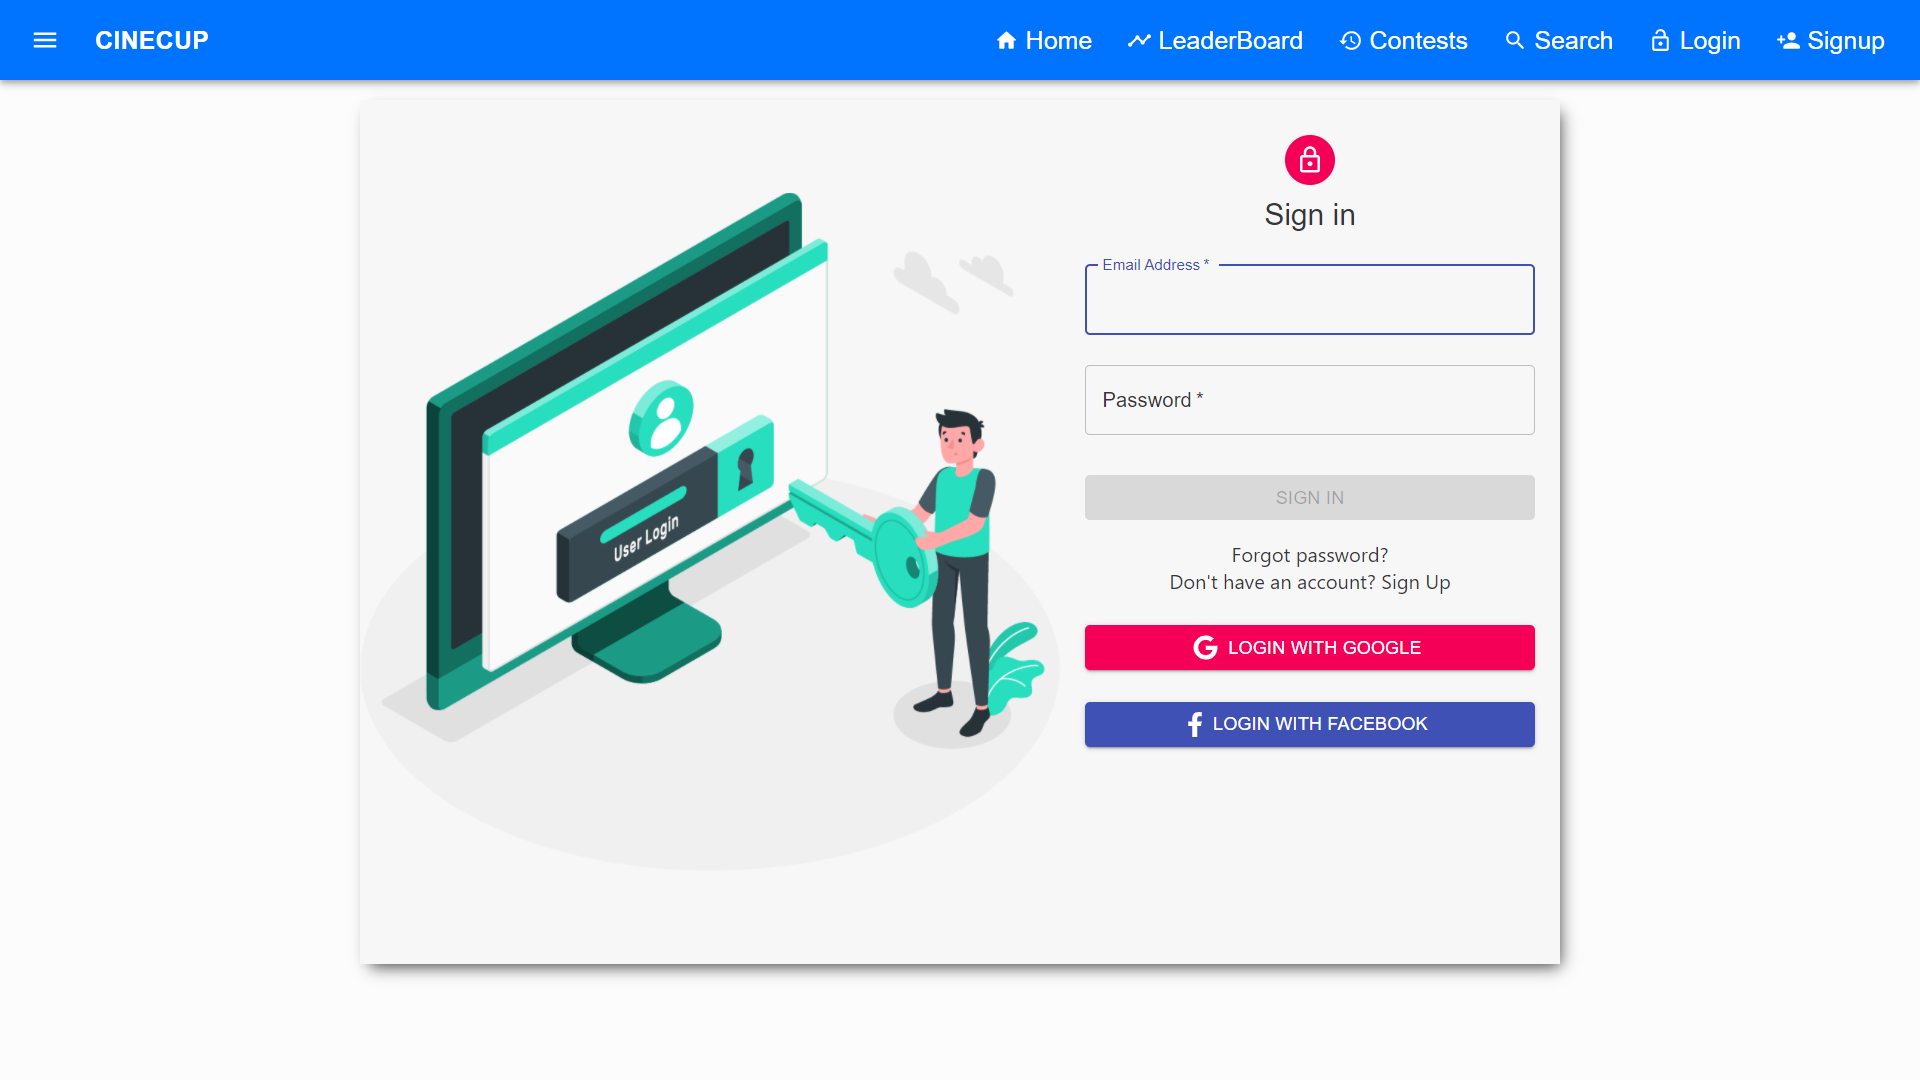 CINECUP
Home
LeaderBoard
Contests
Search
Login
Signup
Sign in
Email Address *
Password *
SIGN IN
User Login
Forgot password?
Don't have an account? Sign Up
LOGIN WITH GOOGLE
LOGIN WITH FACEBOOK